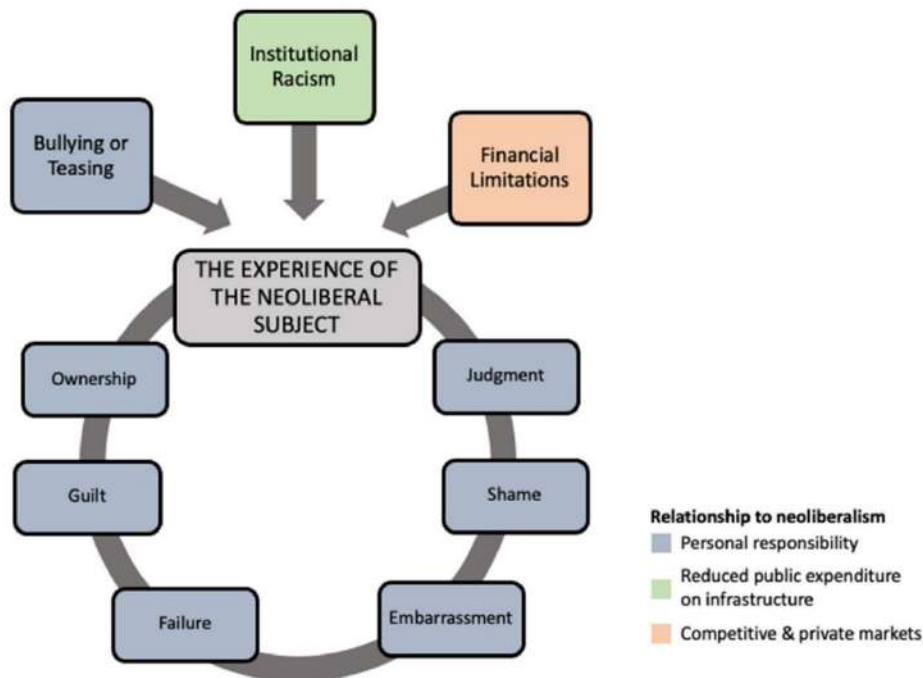 Institutional
Racism
Bullying or
Teasing
Financial
Limitations
THE EXPERIENCE OF
THE NEOLIBERAL
SUBJECT
Ownership
Judgment
Guilt
Shame
Failure
Embarrassment
Relationship to neoliberalism
Personal responsibility
Reduced public expenditure
on infrastructure
Competitive & private markets